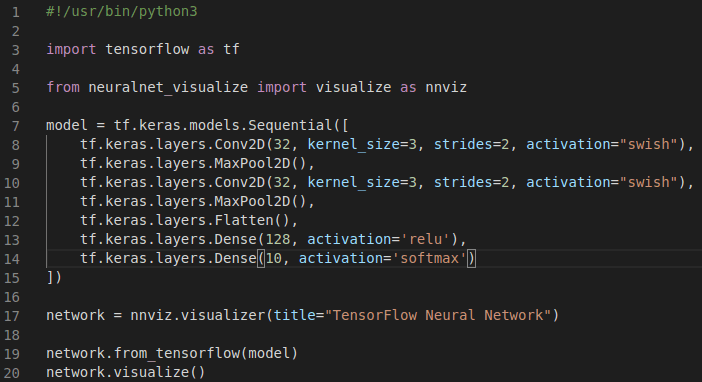 1 #!/usr/bin/python3
2
3 import tensorflow as tf
4
5 from neuralnet_visualize import visualize as nnviz
6
7 model = tf.keras.models.Sequential([
8     tf.keras.layers.Conv2D(32, kernel_size=3, strides=2, activation="swish"),
9     tf.keras.layers.MaxPool2D(),
10     tf.keras.layers.Conv2D(32, kernel_size=3, strides=2, activation="swish"),
11     tf.keras.layers.MaxPool2D(),
12     tf.keras.layers.Flatten(),
13     tf.keras.layers.Dense(128, activation='relu'),
14     tf.keras.layers.Dense(10, activation='softmax')
15 ])
16
17 network = nnviz.visualizer(title="TensorFlow Neural Network")
18
19 network.from_tensorflow(model)
20 network.visualize()